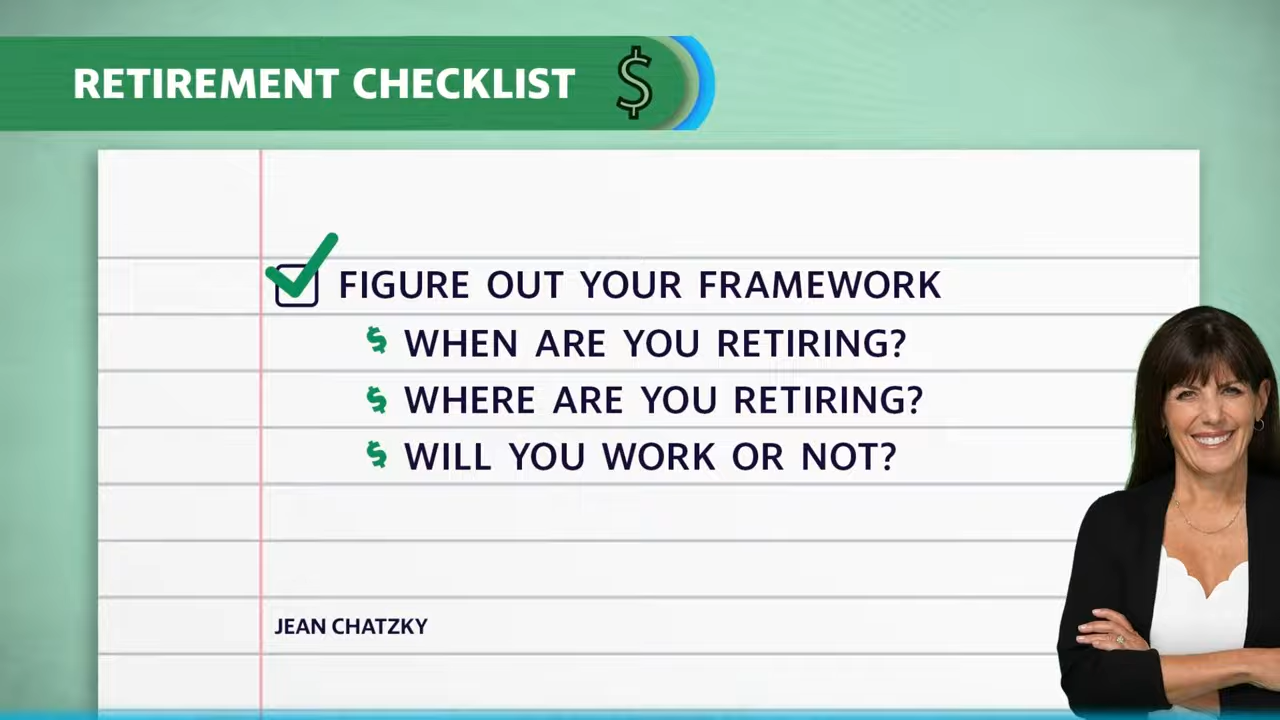 RETIREMENT CHECKLIST $
FIGURE OUT YOUR FRAMEWORK
$ WHEN ARE YOU RETIRING?
$ WHERE ARE YOU RETIRING?
$ WILL YOU WORK OR NOT?
JEAN CHATZKY